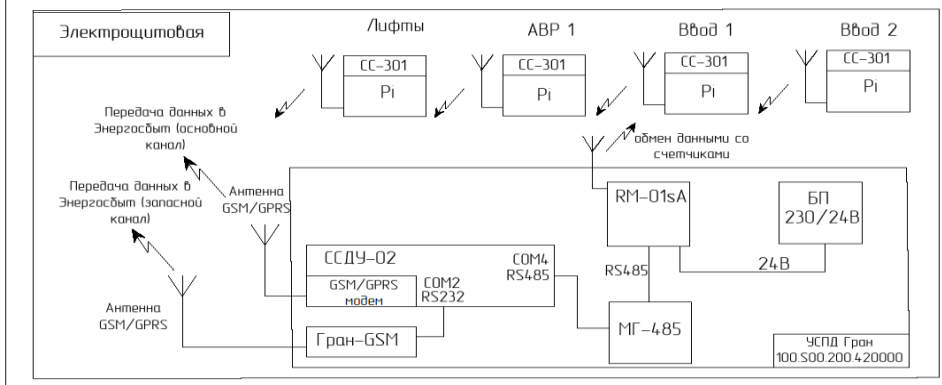 Электрощитовая
Лифты
АВР 1
Ввод 1
Ввод 2
СС-301
Pi
СС-301
Pi
СС-301
Pi
СС-301
Pi
Передача данных в
Энергосбыт (основной
канал)
обмен данными со
счетчиками
Передача данных в
Энергосбыт (запасной
канал)
Антенна
GSM/GPRS
RM-01sA
БП
230/24В
ССДУ-02
COM4
RS485
RS485
24В
GSM/GPRS
модем
COM2
RS232
Антенна
GSM/GPRS
Гран-GSM
МГ-485
УСПД Гран
100.S00.200.420000